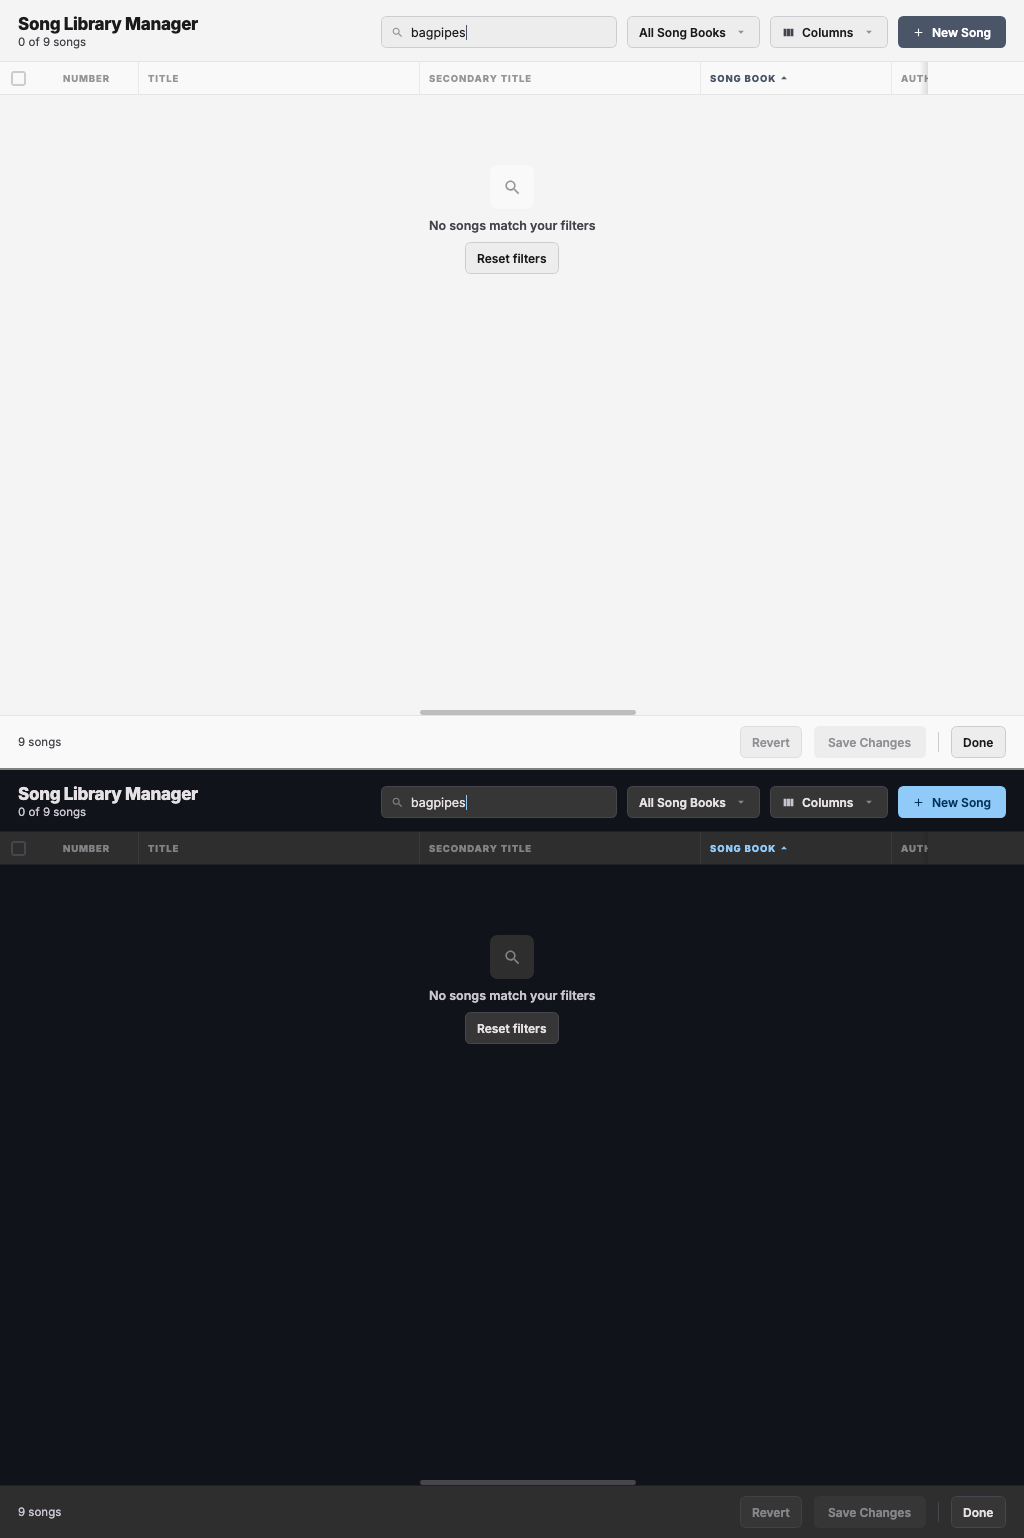 Song Library Manager
0 of 9 songs
bagpipes
All Song Books
Columns
New Song
NUMBER TITLE SECONDARY TITLE SONG BOOK AUTH
No songs match your filters
Reset filters
9 songs
Revert
Save Changes
Done
Song Library Manager
0 of 9 songs
bagpipes
All Song Books
Columns
New Song
NUMBER TITLE SECONDARY TITLE SONG BOOK AUTH
No songs match your filters
Reset filters
9 songs
Revert
Save Changes
Done